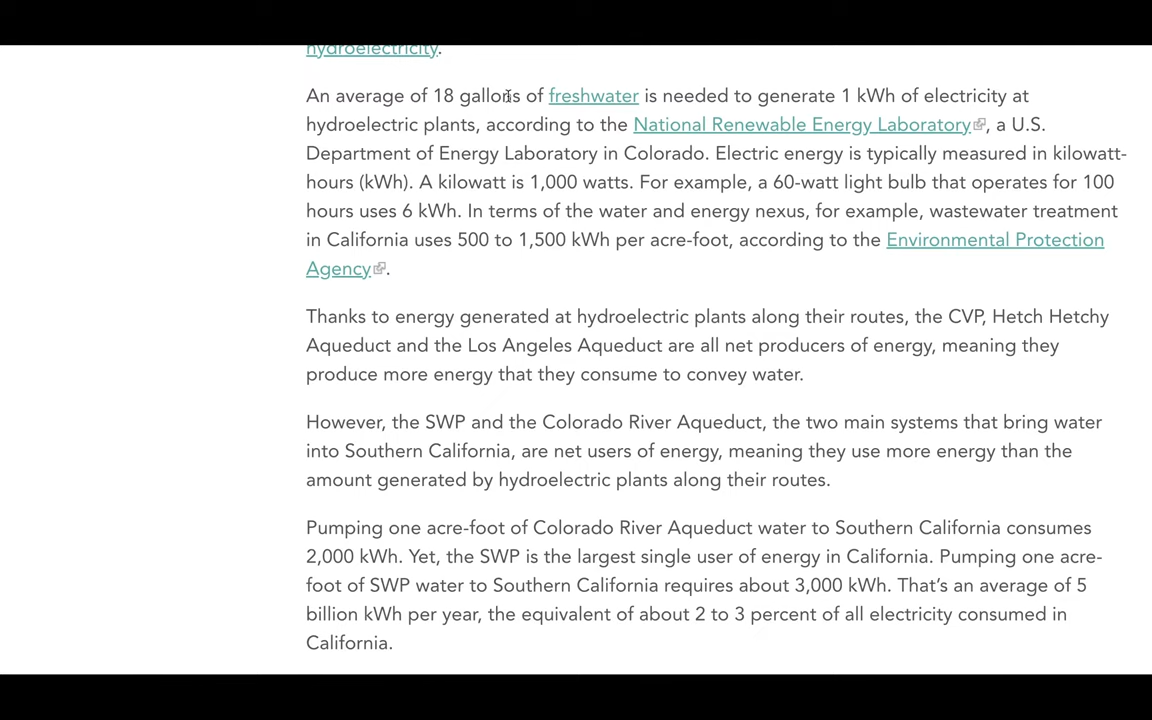 hydroelectricity.
An average of 18 gallons of freshwater is needed to generate 1 kWh of electricity at
hydroelectric plants, according to the National Renewable Energy Laboratory, a U.S.
Department of Energy Laboratory in Colorado. Electric energy is typically measured in kilowatt-
hours (kWh). A kilowatt is 1,000 watts. For example, a 60-watt light bulb that operates for 100
hours uses 6 kWh. In terms of the water and energy nexus, for example, wastewater treatment
in California uses 500 to 1,500 kWh per acre-foot, according to the Environmental Protection
Agency.
Thanks to energy generated at hydroelectric plants along their routes, the CVP, Hetch Hetchy
Aqueduct and the Los Angeles Aqueduct are all net producers of energy, meaning they
produce more energy that they consume to convey water.
However, the SWP and the Colorado River Aqueduct, the two main systems that bring water
into Southern California, are net users of energy, meaning they use more energy than the
amount generated by hydroelectric plants along their routes.
Pumping one acre-foot of Colorado River Aqueduct water to Southern California consumes
2,000 kWh. Yet, the SWP is the largest single user of energy in California. Pumping one acre-
foot of SWP water to Southern California requires about 3,000 kWh. That’s an average of 5
billion kWh per year, the equivalent of about 2 to 3 percent of all electricity consumed in
California.